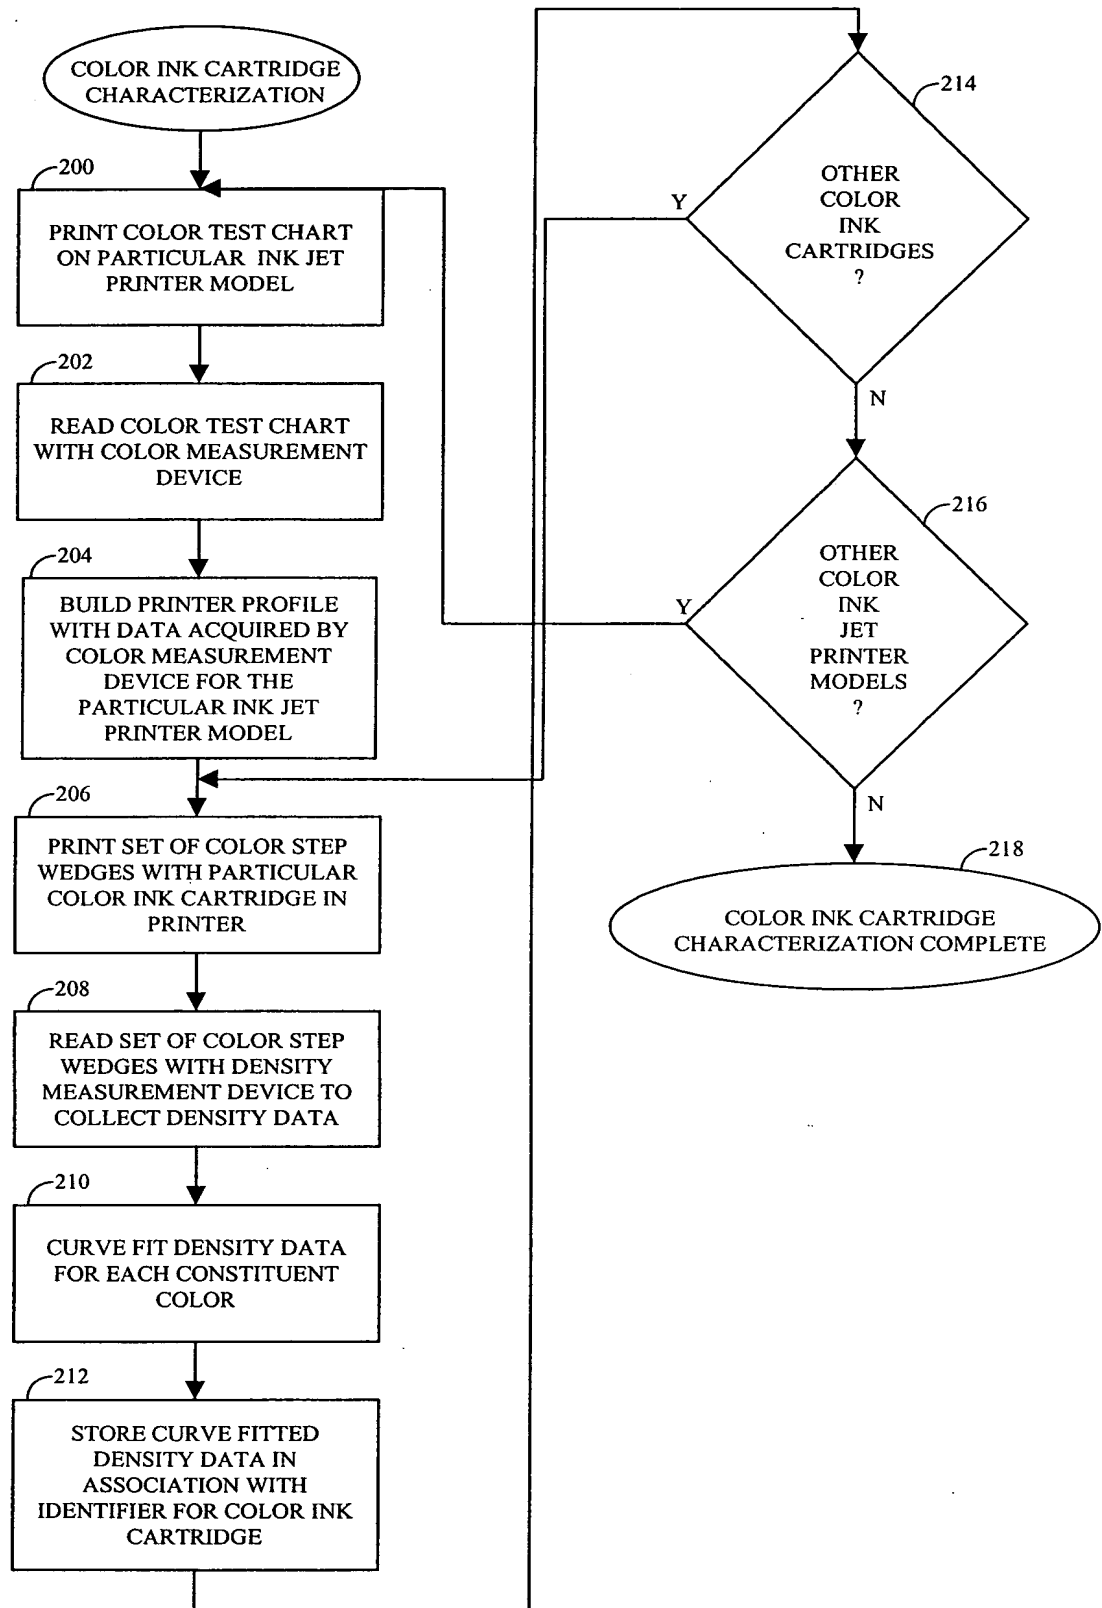 COLOR INK CARTRIDGE
CHARACTERIZATION
200
PRINT COLOR TEST CHART
ON PARTICULAR INK JET
PRINTER MODEL
202
READ COLOR TEST CHART
WITH COLOR MEASUREMENT
DEVICE
204
BUILD PRINTER PROFILE
WITH DATA ACQUIRED BY
COLOR MEASUREMENT
DEVICE FOR THE
PARTICULAR INK JET
PRINTER MODEL
206
PRINT SET OF COLOR STEP
WEDGES WITH PARTICULAR
COLOR INK CARTRIDGE IN
PRINTER
208
READ SET OF COLOR STEP
WEDGES WITH DENSITY
MEASUREMENT DEVICE TO
COLLECT DENSITY DATA
210
CURVE FIT DENSITY DATA
FOR EACH CONSTITUENT
COLOR
212
STORE CURVE FITTED
DENSITY DATA IN
ASSOCIATION WITH
IDENTIFIER FOR COLOR INK
CARTRIDGE
214
OTHER
COLOR
INK
CARTRIDGES
?
Y
N
216
OTHER
COLOR
INK
JET
PRINTER
MODELS
?
Y
N
218
COLOR INK CARTRIDGE
CHARACTERIZATION COMPLETE